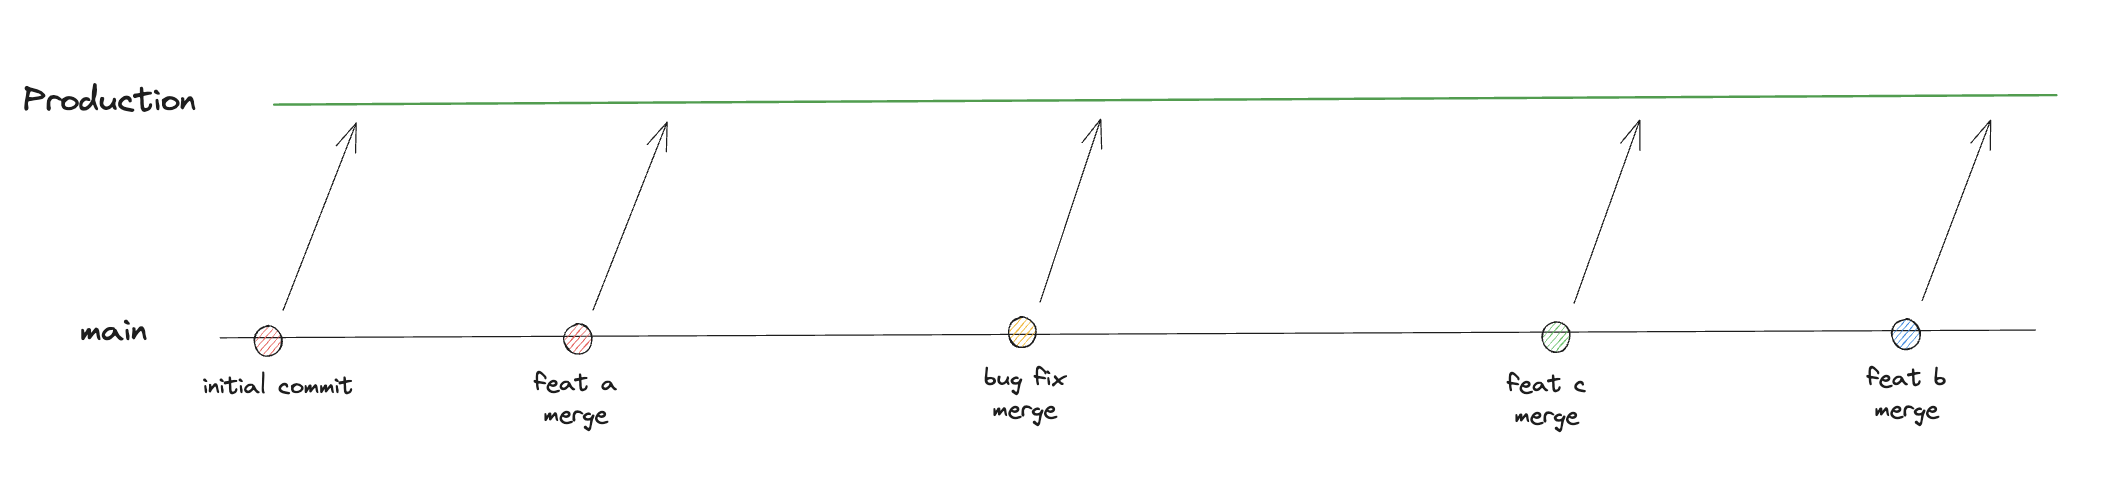 Production
main
initial commit
feat a
merge
bug fix
merge
feat c
merge
feat b
merge